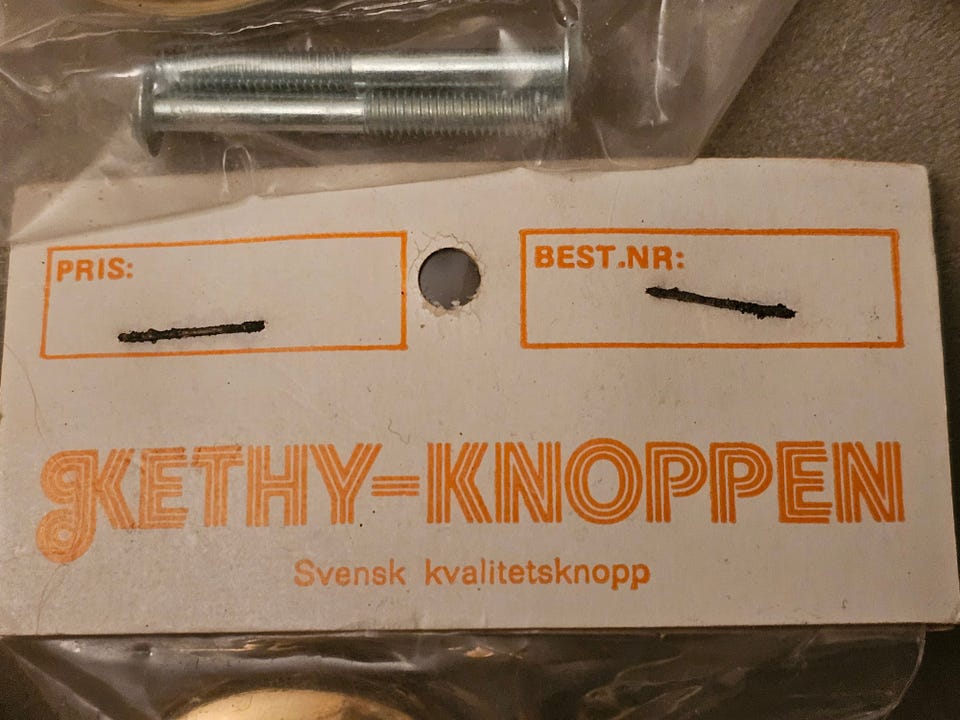 PRIS:
BEST.NR:
KETHY-KNOPPEN
Svensk kvalitetsknopp